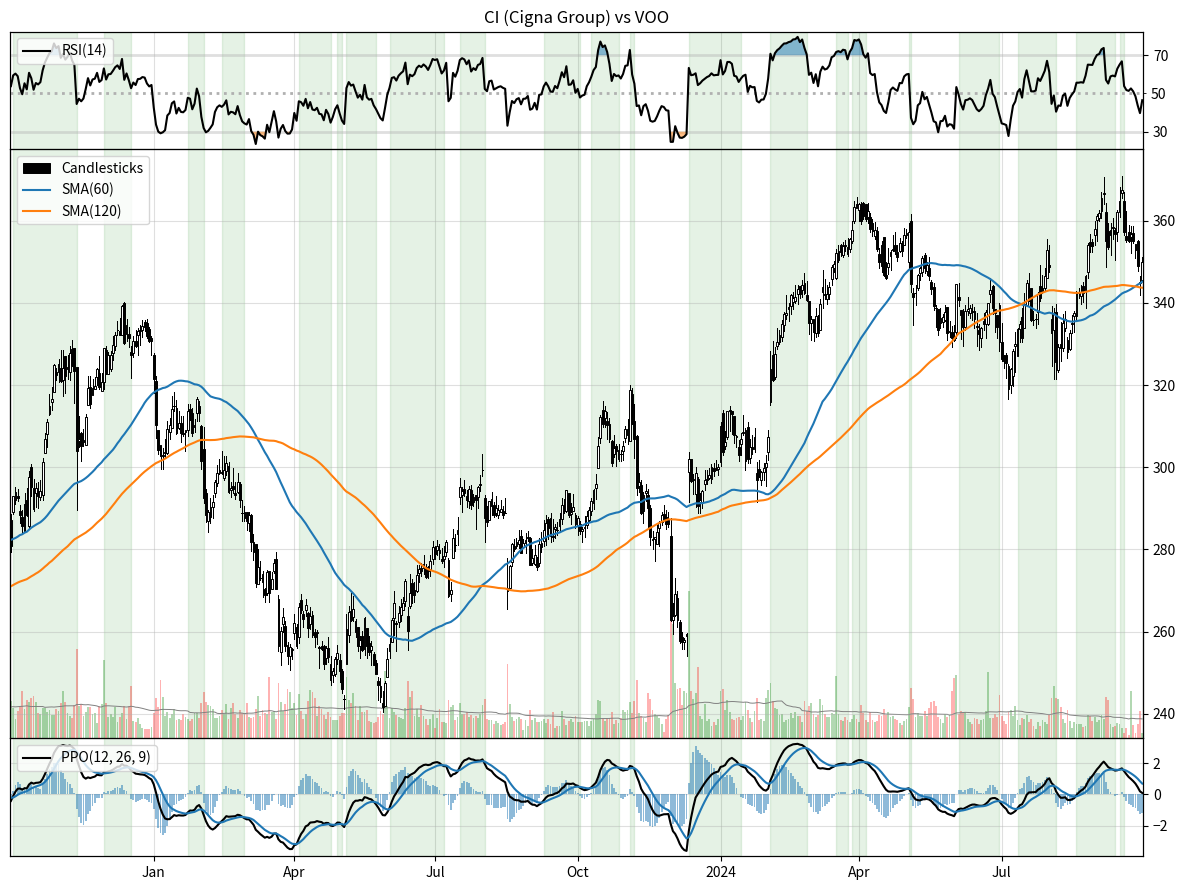 CI (Cigna Group) vs VOO
RSI(14)
70
50
30
Candlesticks
SMA(60)
SMA(120)
360
340
320
300
280
260
240
PPO(12, 26, 9)
2
0
−2
Jan
Apr
Jul
Oct
2024
Apr
Jul